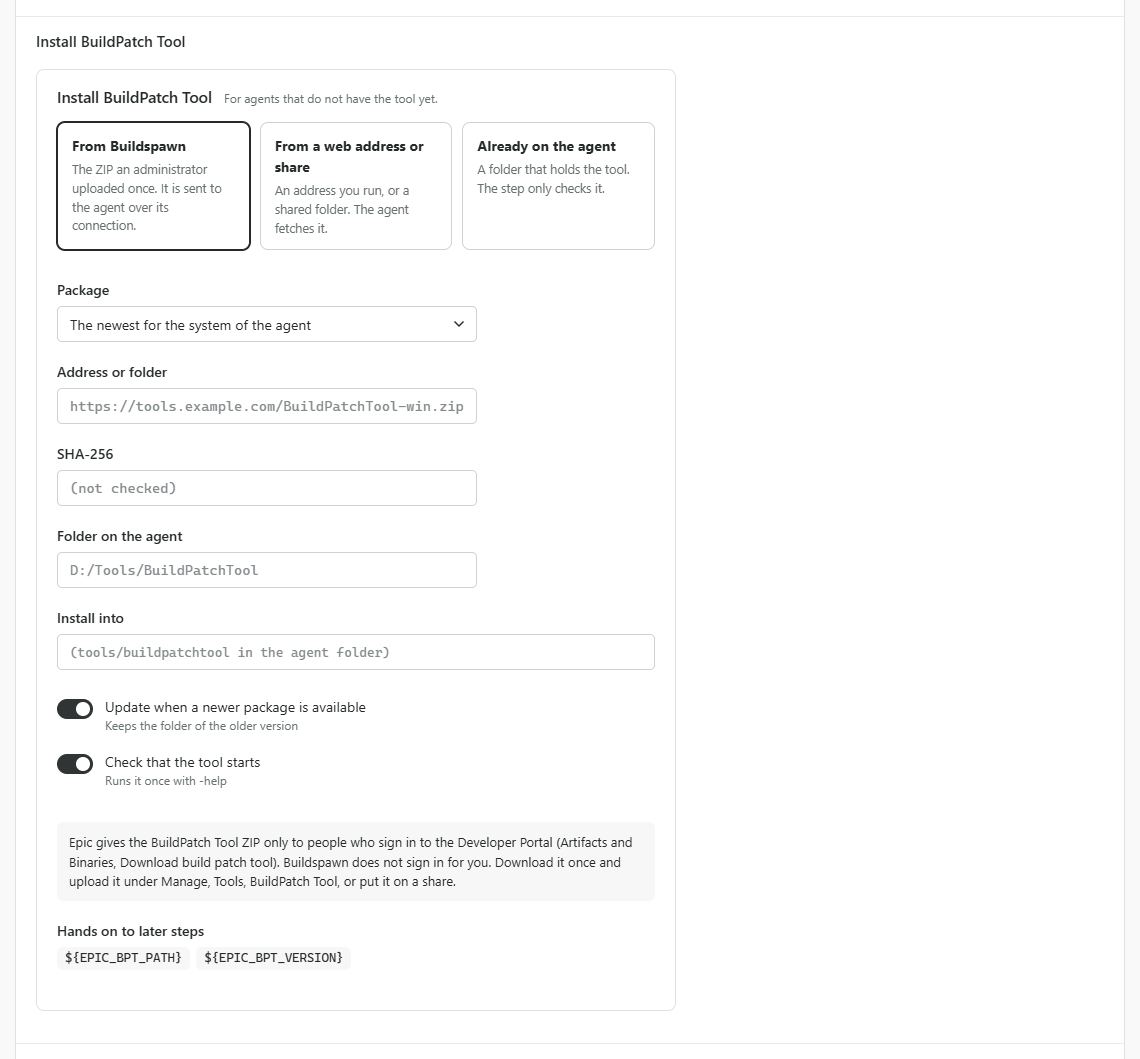 Install BuildPatch Tool
Install BuildPatch Tool For agents that do not have the tool yet.
From Buildspawn
The ZIP an administrator
uploaded once. It is sent to
the agent over its
connection.
From a web address or
share
An address you run, or a
shared folder. The agent
fetches it.
Already on the agent
A folder that holds the tool.
The step only checks it.
Package
The newest for the system of the agent
Address or folder
https://tools.example.com/BuildPatchTool-win.zip
SHA-256
(not checked)
Folder on the agent
D:/Tools/BuildPatchTool
Install into
(tools/buildpatchtool in the agent folder)
Update when a newer package is available
Keeps the folder of the older version
Check that the tool starts
Runs it once with -help
Epic gives the BuildPatch Tool ZIP only to people who sign in to the Developer Portal (Artifacts and
Binaries, Download build patch tool). Buildspawn does not sign in for you. Download it once and
upload it under Manage, Tools, BuildPatch Tool, or put it on a share.
Hands on to later steps
${EPIC_BPT_PATH} ${EPIC_BPT_VERSION}